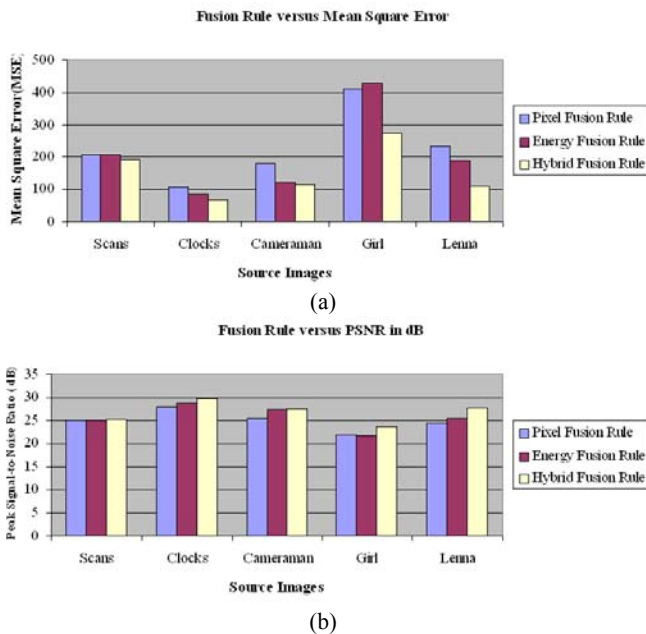 Fusion Rule versus Mean Square Error
Mean Square Error(MSE)
500
400
300
200
100
0
Scans Clocks Cameraman Girl Lenna
Source Images
Pixel Fusion Rule
Energy Fusion Rule
Hybrid Fusion Rule
(a)
Fusion Rule versus PSNR in dB
Peak Signal-to-Noise Ratio (dB)
35
30
25
20
15
10
5
0
Scans Clocks Cameraman Girl Lenna
Source Images
Pixel Fusion Rule
Energy Fusion Rule
Hybrid Fusion Rule
(b)